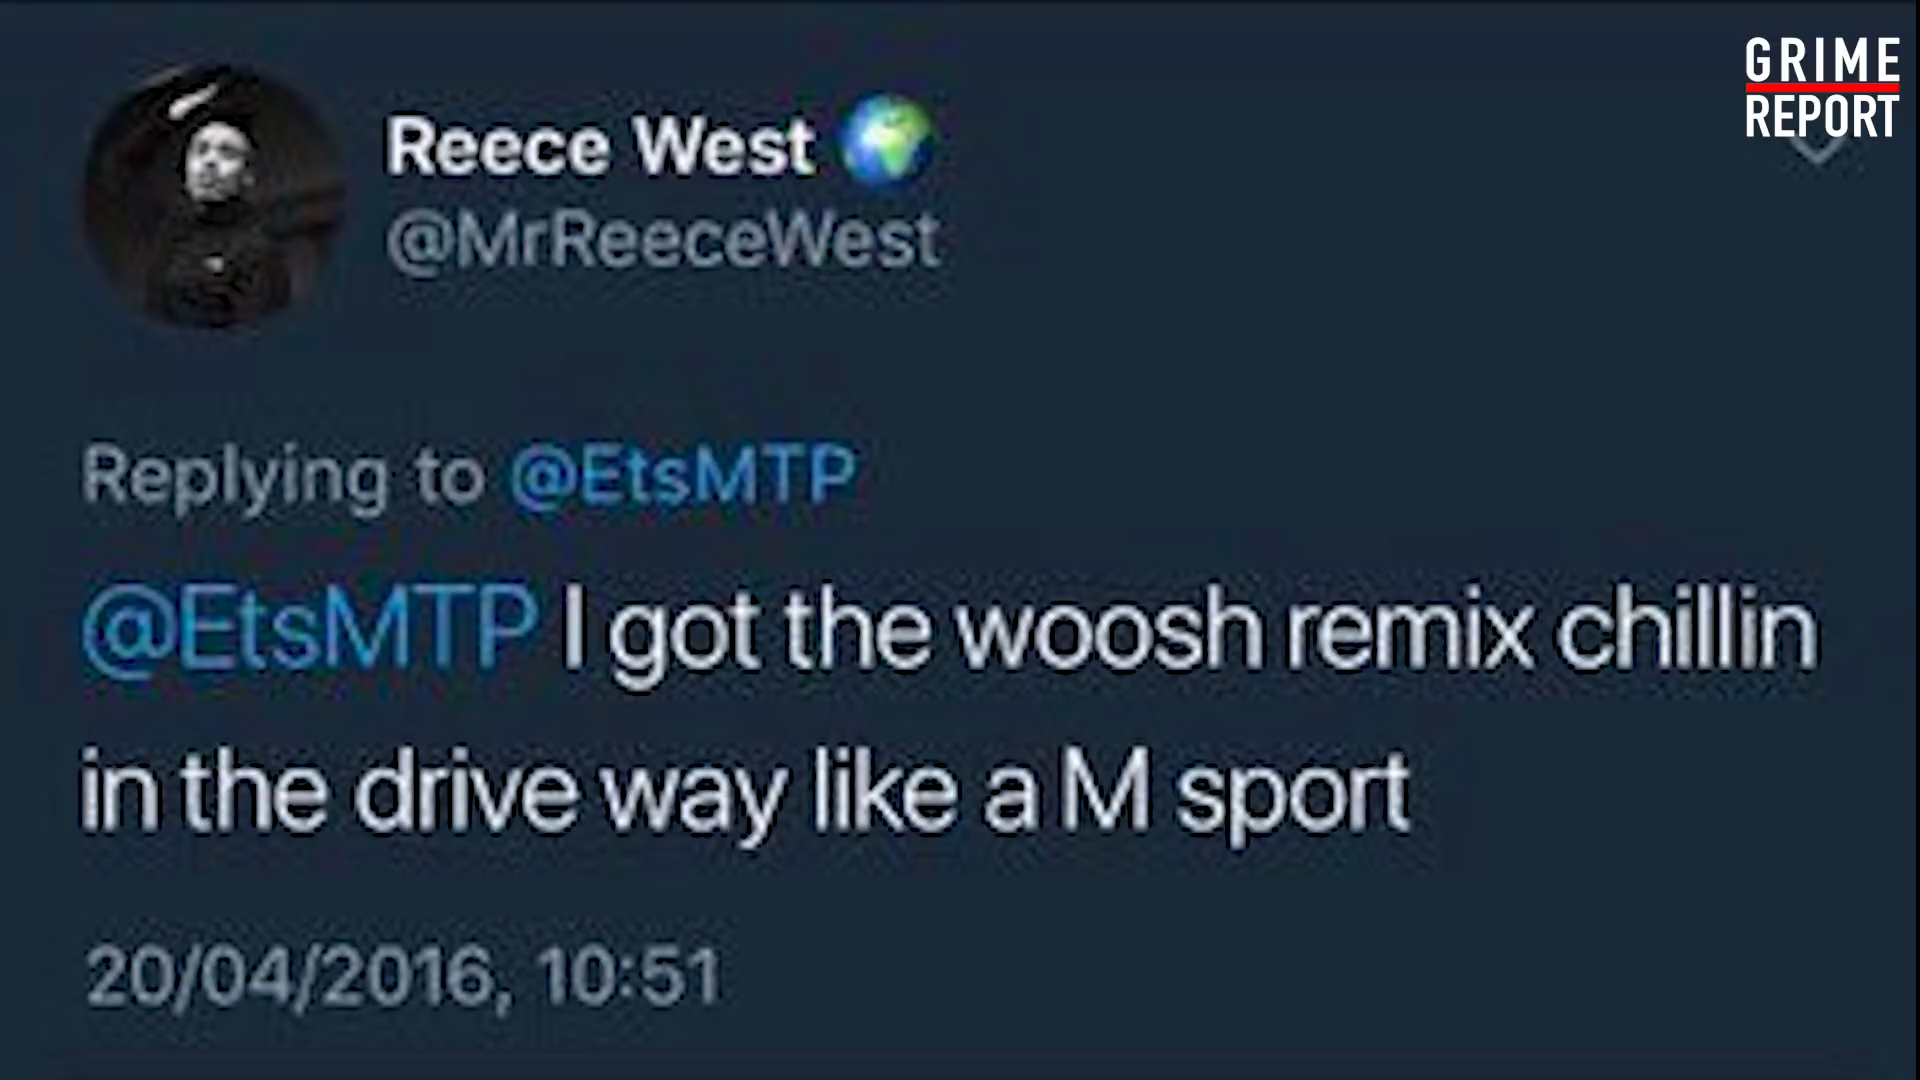 GRIME
REPORT
Reece West
@MrReeceWest
Replying to @EtsMTP
@EtsMTP I got the woosh remix chillin
in the drive way like a M sport
20/04/2016, 10:51